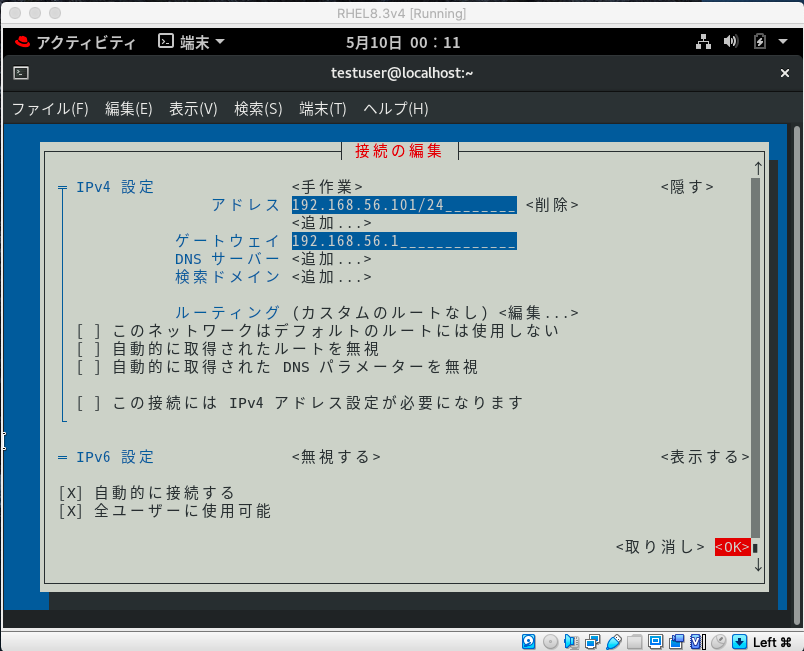 RHEL8.3v4 [Running]
アクティビティ 端末 5月10日 00：11
testuser@localhost:~ ×
ファイル(F) 編集(E) 表示(V) 検索(S) 端末(T) ヘルプ(H)
接続の編集
IPv4 設定 <手作業> <隠す>
アドレス 192.168.56.101/24________ <削除>
<追加...>
ゲートウェイ 192.168.56.1_____________
DNS サーバー <追加...>
検索ドメイン <追加...>
ルーティング (カスタムのルートなし) <編集...>
[ ] このネットワークはデフォルトのルートには使用しない
[ ] 自動的に取得されたルートを無視
[ ] 自動的に取得された DNS パラメーターを無視
[ ] この接続には IPv4 アドレス設定が必要になります
IPv6 設定 <無視する> <表示する>
[X] 自動的に接続する
[X] 全ユーザーに使用可能
<取り消し> <OK>
Left ⌘